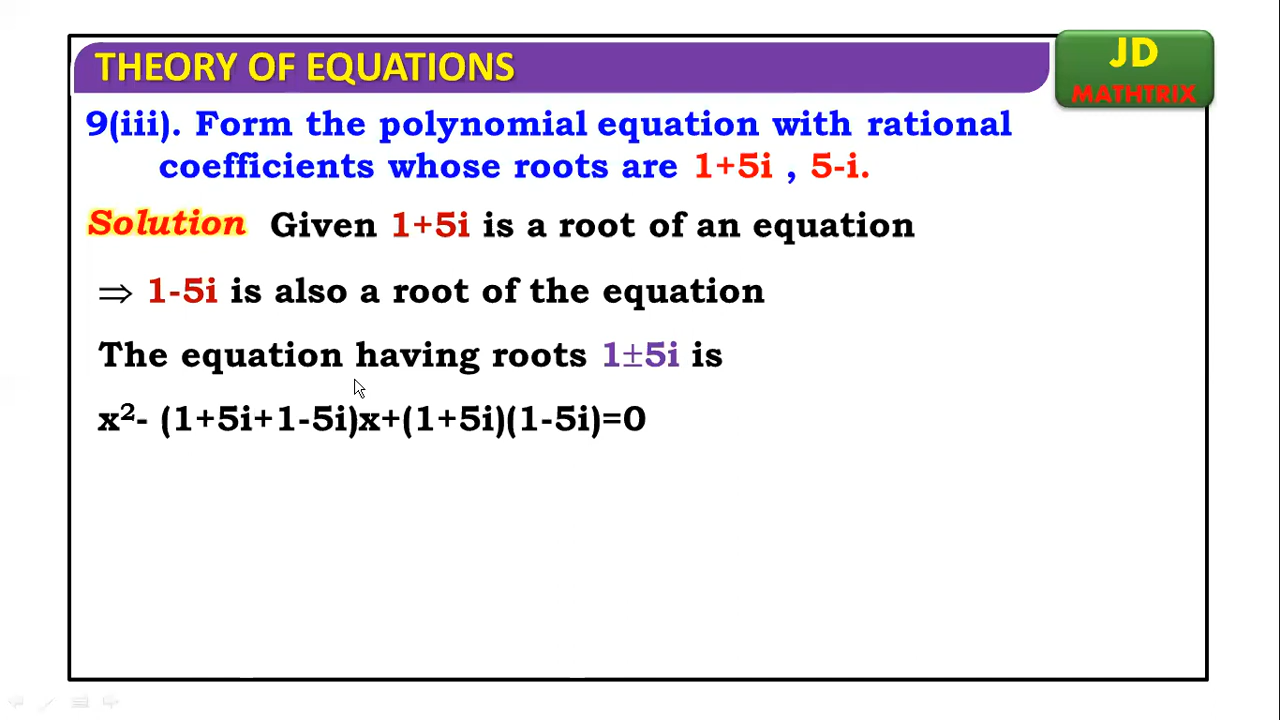 THEORY OF EQUATIONS
JD
MATHTRIX
9(iii). Form the polynomial equation with rational
coefficients whose roots are 1+5i , 5-i.
Solution Given 1+5i is a root of an equation
⇒ 1-5i is also a root of the equation
The equation having roots 1±5i is
x²- (1+5i+1-5i)x+(1+5i)(1-5i)=0